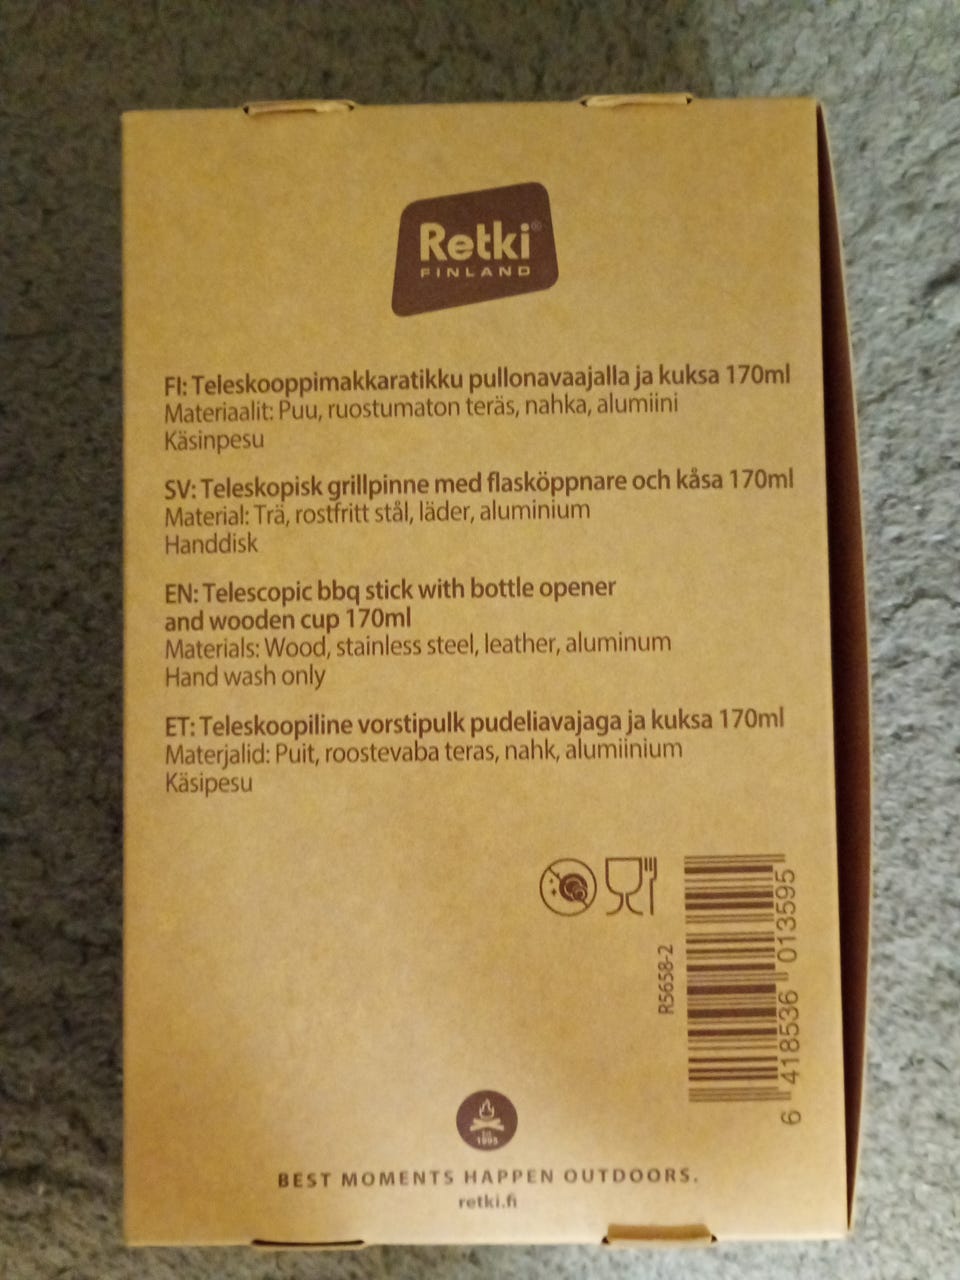 Retki®
FINLAND
FI: Teleskooppimakkaratikku pullonavaajalla ja kuksa 170ml
Materiaalit: Puu, ruostumaton teräs, nahka, alumiini
Käsinpesu
SV: Teleskopisk grillpinne med flasköppnare och kåsa 170ml
Material: Trä, rostfritt stål, läder, aluminium
Handdisk
EN: Telescopic bbq stick with bottle opener
and wooden cup 170ml
Materials: Wood, stainless steel, leather, aluminum
Hand wash only
ET: Teleskoopiline vorstipulk pudeliavajaga ja kuksa 170ml
Materjalid: Puit, roostevaba teras, nahk, alumiinium
Käsipesu
R5658-2
6 418536 013595
Est.
1995
BEST MOMENTS HAPPEN OUTDOORS.
retki.fi